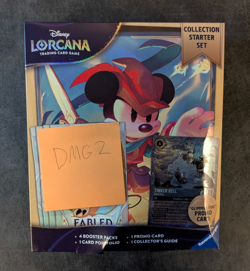 Disney
LORCANA
TRADING CARD GAME
COLLECTION
STARTER
SET
DMG 2
TINKER BELL
PROMO
CARD
FABLED
• 4 BOOSTER PACKS
• 1 PROMO CARD
• 1 CARD PORTFOLIO
• 1 COLLECTOR'S GUIDE
Ravensburger